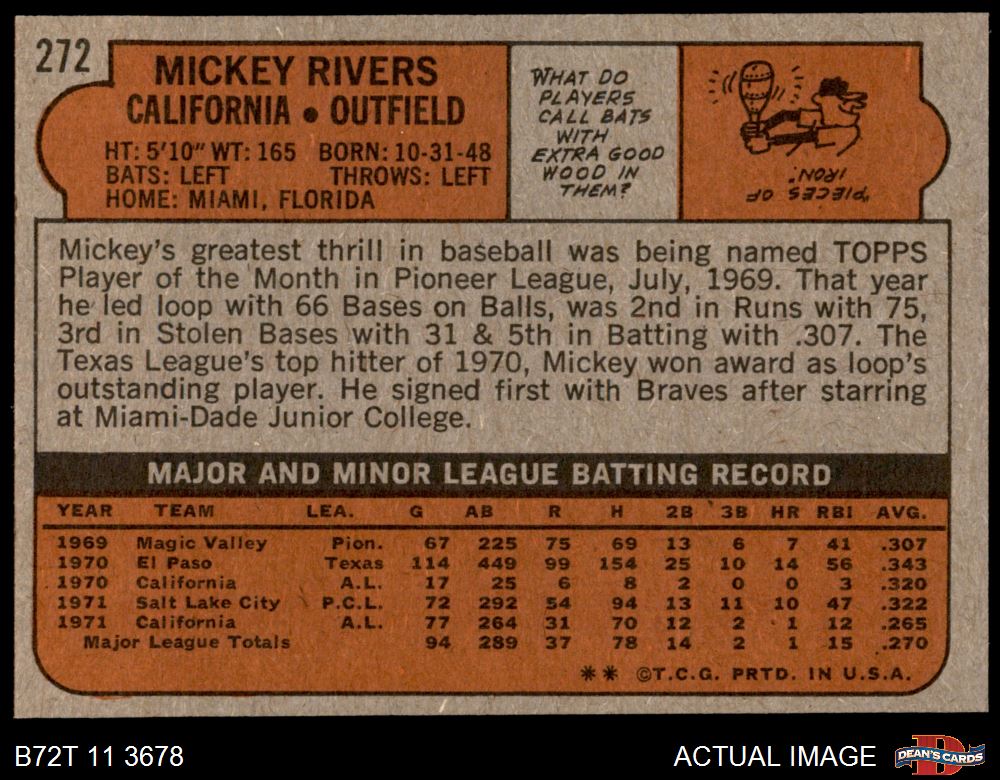 272
MICKEY RIVERS
CALIFORNIA • OUTFIELD
HT: 5'10" WT: 165 BORN: 10-31-48
BATS: LEFT THROWS: LEFT
HOME: MIAMI, FLORIDA
WHAT DO
PLAYERS
CALL BATS
WITH
EXTRA GOOD
WOOD IN
THEM?
"PIECES OF
IRON."
Mickey's greatest thrill in baseball was being named TOPPS
Player of the Month in Pioneer League, July, 1969. That year
he led loop with 66 Bases on Balls, was 2nd in Runs with 75,
3rd in Stolen Bases with 31 & 5th in Batting with .307. The
Texas League's top hitter of 1970, Mickey won award as loop's
outstanding player. He signed first with Braves after starring
at Miami-Dade Junior College.
MAJOR AND MINOR LEAGUE BATTING RECORD
YEAR TEAM LEA. G AB R H 2B 3B HR RBI AVG.
1969 Magic Valley Pion. 67 225 75 69 13 6 7 41 .307
1970 El Paso Texas 114 449 99 154 25 10 14 56 .343
1970 California A.L. 17 25 6 8 2 0 0 3 .320
1971 Salt Lake City P.C.L. 72 292 54 94 13 11 10 47 .322
1971 California A.L. 77 264 31 70 12 2 1 12 .265
Major League Totals 94 289 37 78 14 2 1 15 .270
** ©T.C.G. PRTD. IN U.S.A.
B72T 11 3678
ACTUAL IMAGE
D
DEAN'S CARDS